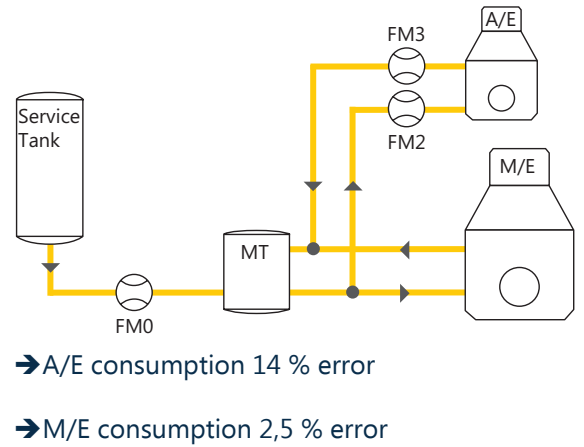 A/E
FM3
Service
Tank
FM2
M/E
MT
FM0
➔A/E consumption 14 % error
➔M/E consumption 2,5 % error